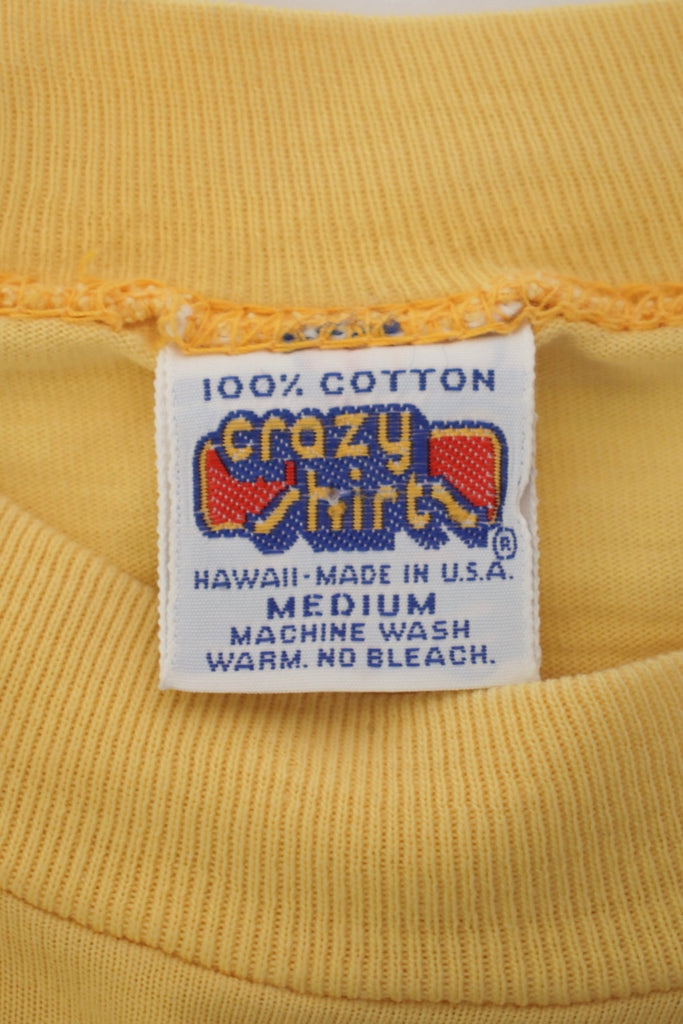 100% COTTON
crazy
shirts
®
HAWAII-MADE IN U.S.A.
MEDIUM
MACHINE WASH
WARM. NO BLEACH.